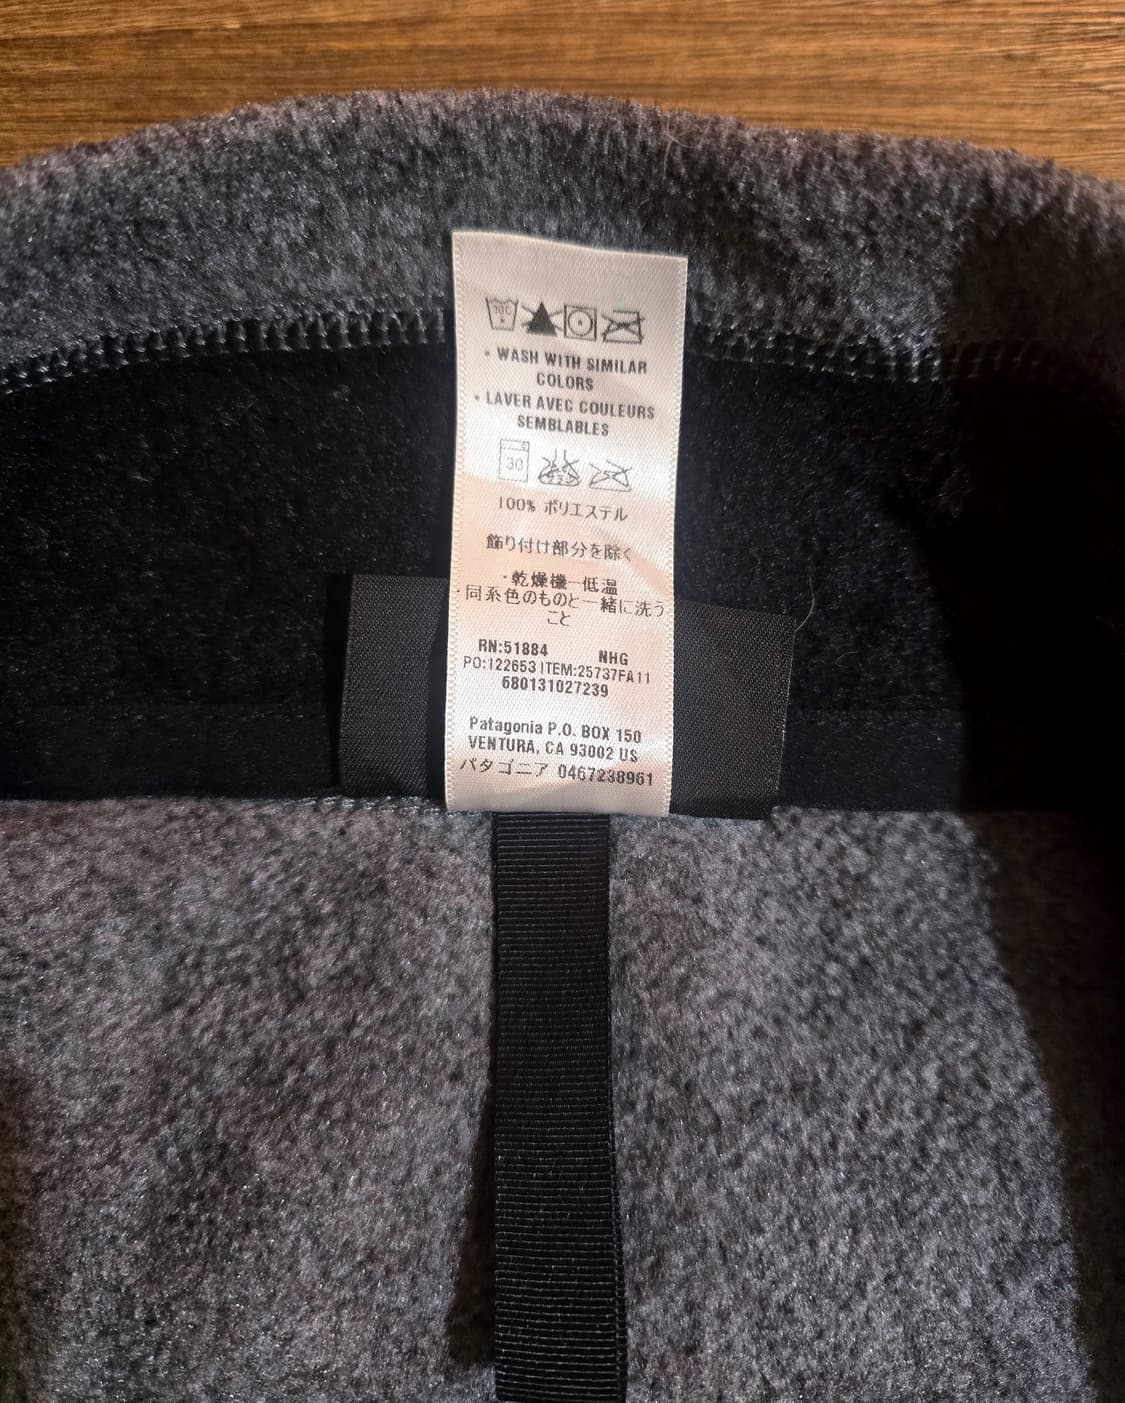 30C
• WASH WITH SIMILAR
COLORS
• LAVER AVEC COULEURS
SEMBLABLES
30
100% ポリエステル
飾り付け部分を除く
・乾燥機一低温
・同系色のものと一緒に洗う
こと
RN:51884 NHG
PO:122653 ITEM:25737FA11
680131027239
Patagonia P.O. BOX 150
VENTURA, CA 93002 US
パタゴニア 0467238961